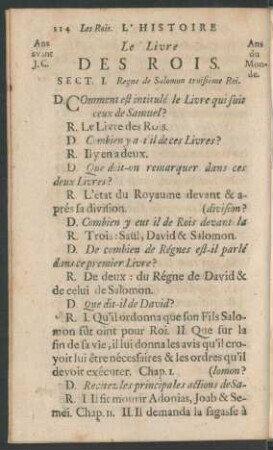 114 Les Rois. L'HISTOIRE
Ans
avant
J.C.
Ans
du
Mon-
de.
Le Livre
DES ROIS.
SECT. I. Regne de Salomon troisiéme Roi.
D. Comment est intitulé le Livre qui suit
ceux de Samuel?
R. Le Livre des Rois.
D. Combien y a-t'il de ces Livres?
R. Il y en a deux.
D. Que doit-on remarquer dans ces
deux Livres?
R. L'état du Royaume devant & a-
prés sa division. (division?
D. Combien y eut il de Rois devant la
R. Trois: Saül, David & Salomon.
D. De combien de Régnes est-il parlé
dans ce premier Livre?
R. De deux: du Régne de David &
de celui de Salomon.
D. Que dit-il de David?
R. I. Qu'il ordonna que son Fils Salo-
mon fût oint pour Roi. II. Que sur la
fin de sa vie, il lui donna les avis qu'il cro-
yoit lui être nécessaires & les ordres qu'il
devoit exécuter. Chap. I. (lomon?
D. Recitez les principales actions de Sa-
R. I Il fit mourir Adonias, Joab & Se-
mei. Chap. II. II. Il demanda la sagasse à